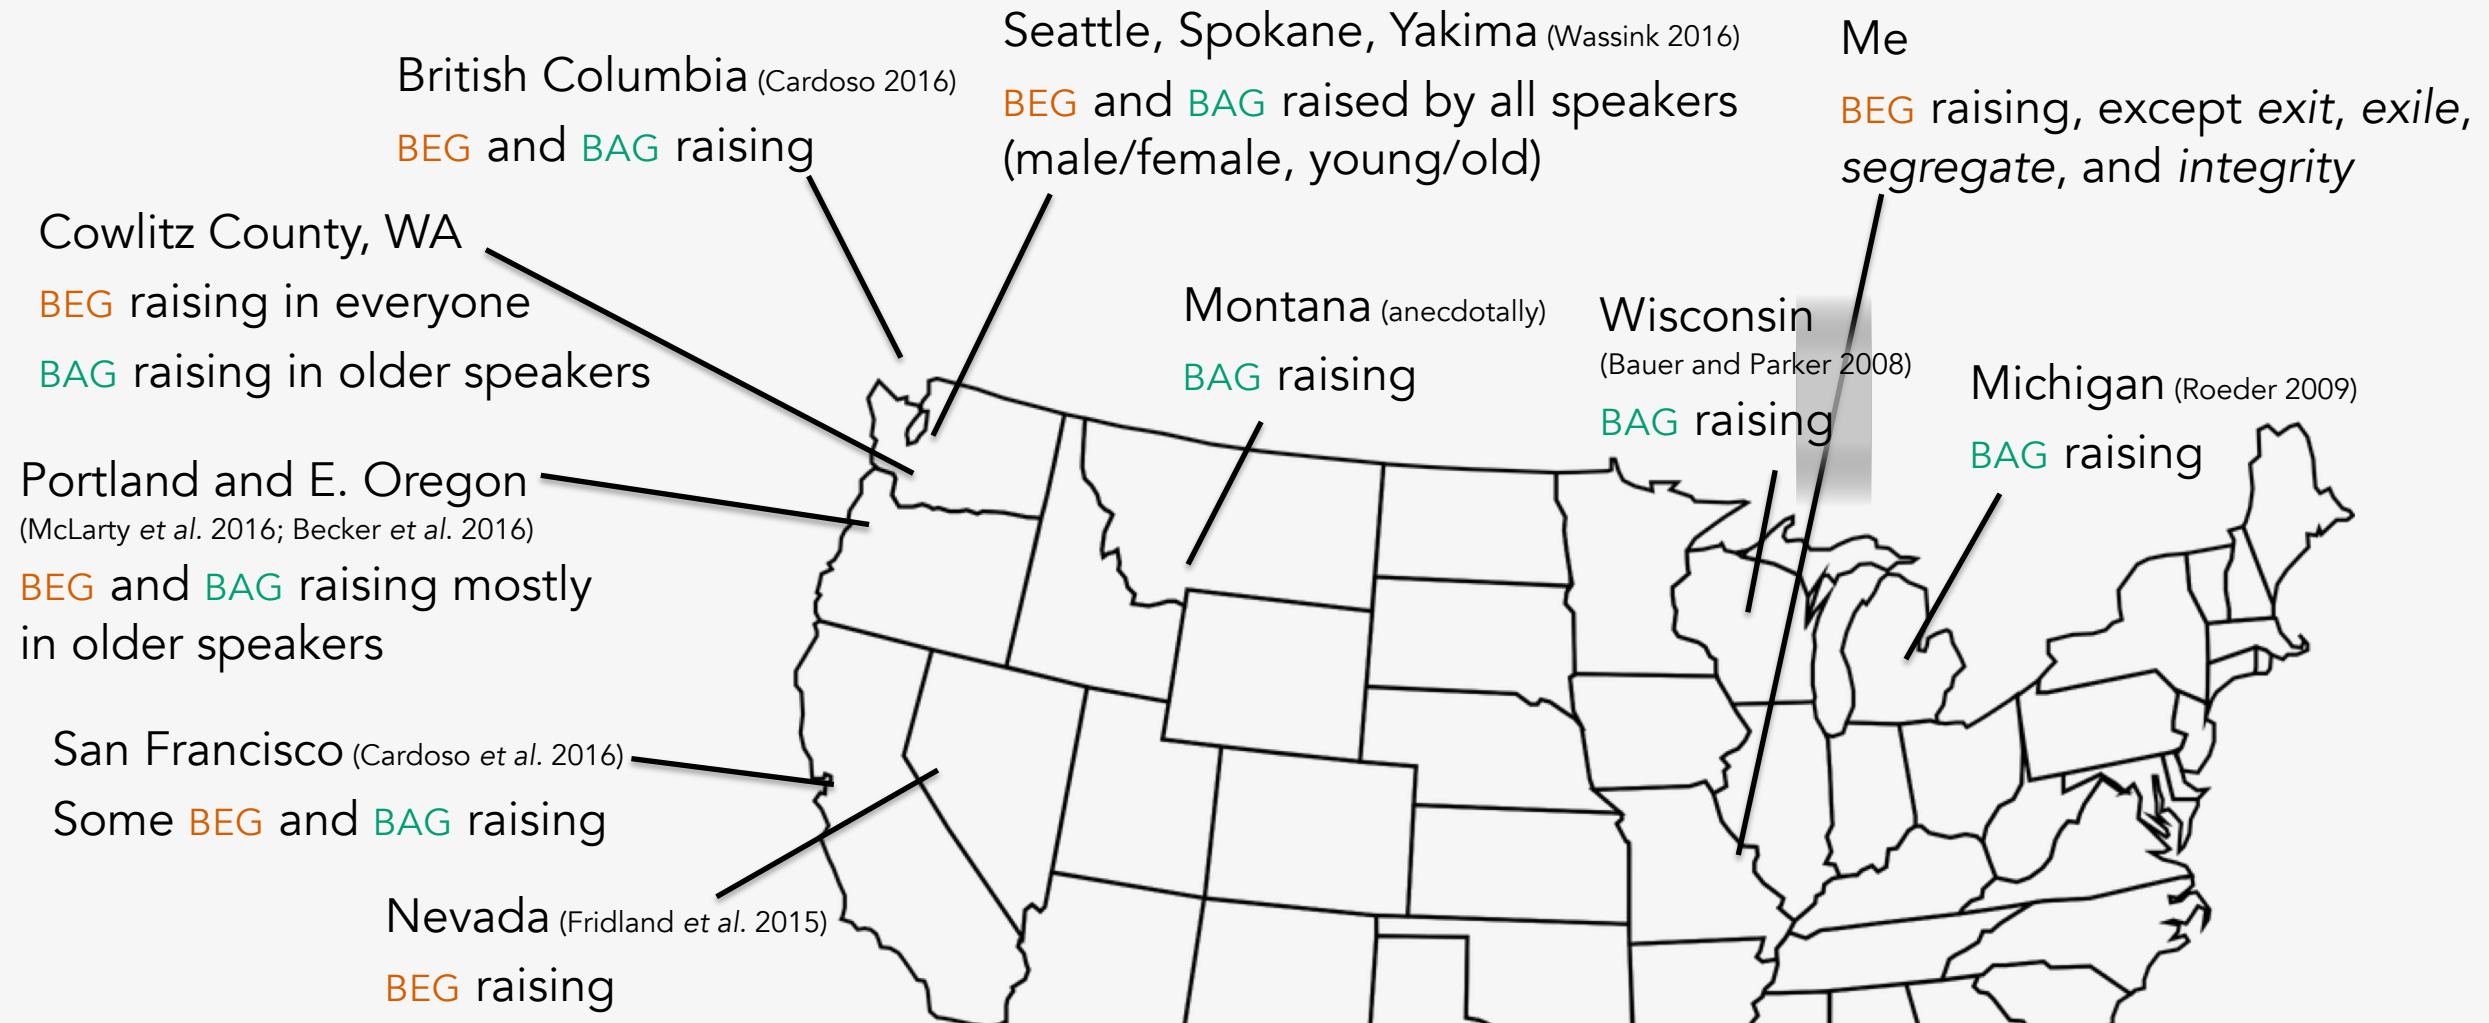 British Columbia (Cardoso 2016)
BEG and BAG raising
Seattle, Spokane, Yakima (Wassink 2016)
BEG and BAG raised by all speakers
(male/female, young/old)
Me
BEG raising, except exit, exile,
segregate, and integrity
Cowlitz County, WA
BEG raising in everyone
BAG raising in older speakers
Montana (anecdotally)
BAG raising
Wisconsin
(Bauer and Parker 2008)
BAG raising
Michigan (Roeder 2009)
BAG raising
Portland and E. Oregon
(McLarty et al. 2016; Becker et al. 2016)
BEG and BAG raising mostly
in older speakers
San Francisco (Cardoso et al. 2016)
Some BEG and BAG raising
Nevada (Fridland et al. 2015)
BEG raising